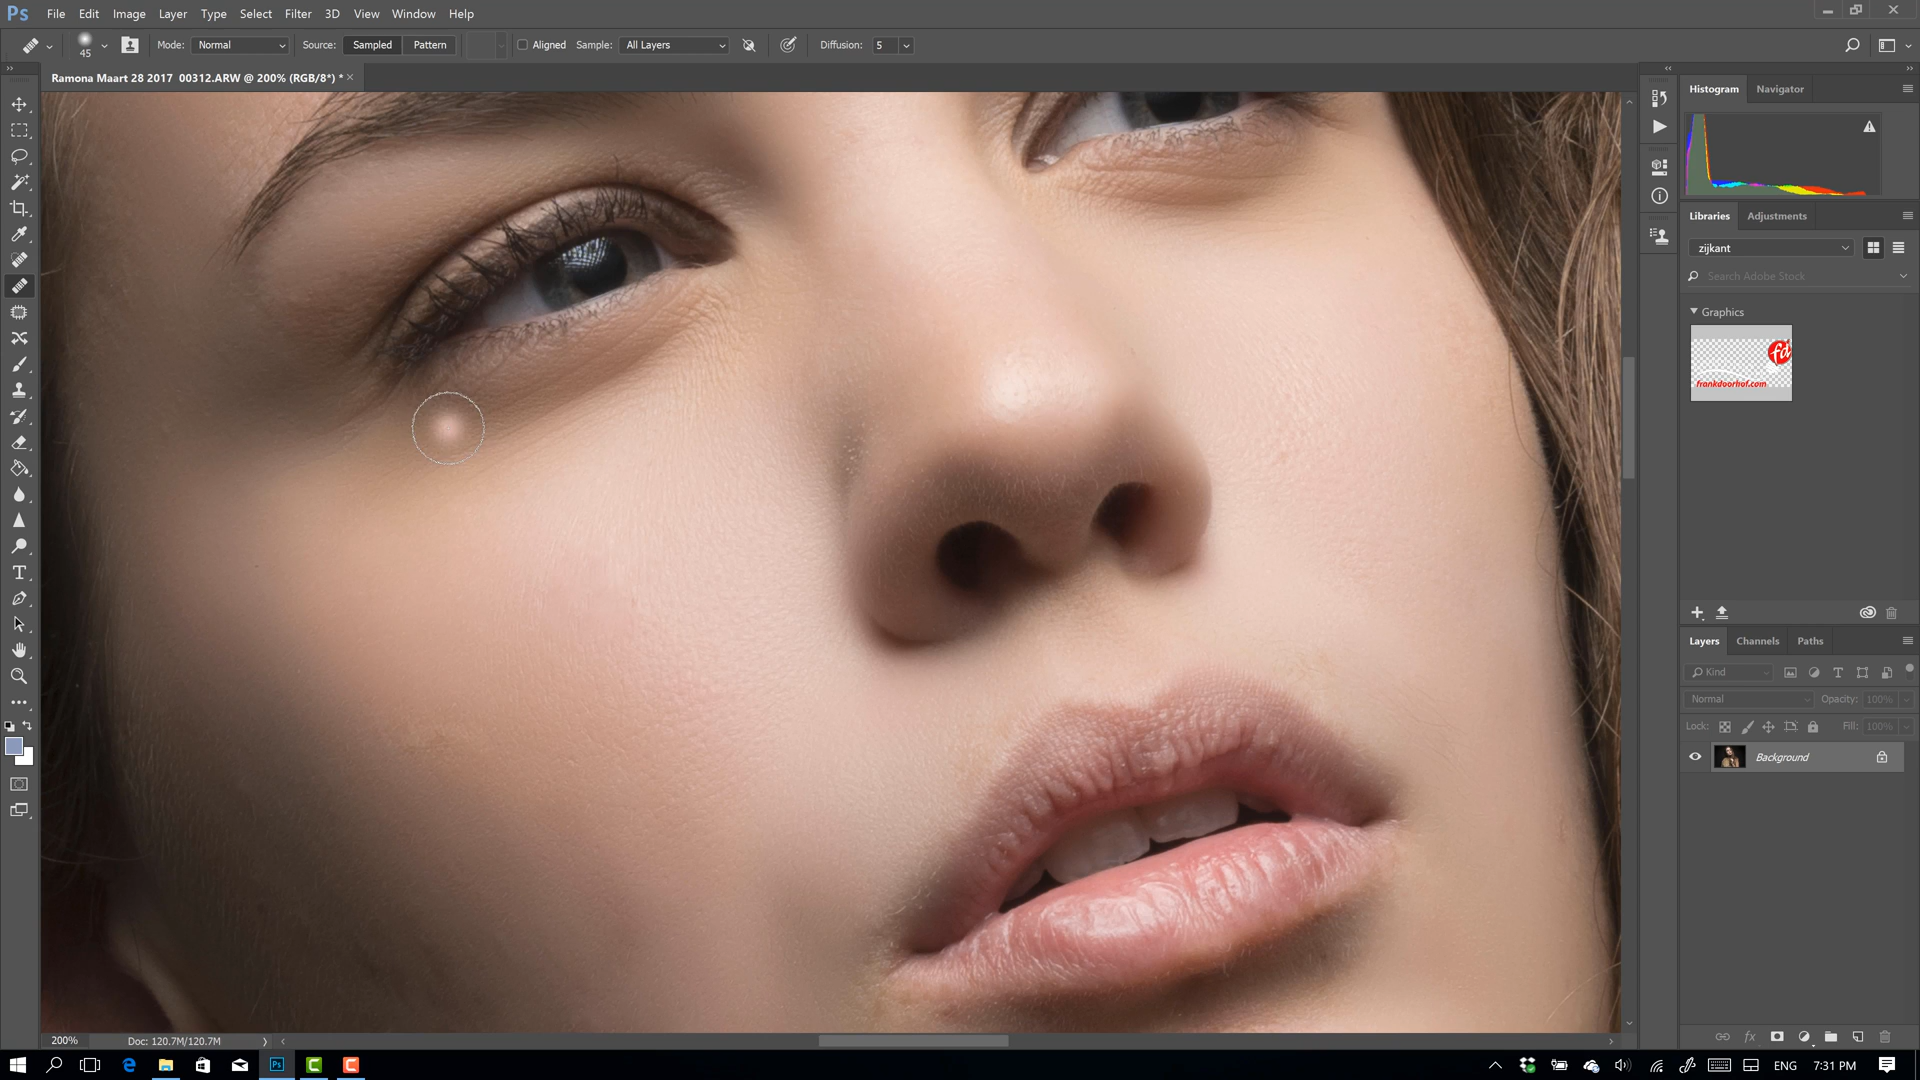 Ps File Edit Image Layer Type Select Filter 3D View Window Help
45 Mode: Normal Source: Sampled Pattern Aligned Sample: All Layers Diffusion: 5
Ramona Maart 28 2017 00312.ARW @ 200% (RGB/8*) *
Histogram Navigator
Libraries Adjustments
zijkant
Search Adobe Stock
Graphics
fd
frankdoorhof.com
Layers Channels Paths
Kind
Normal Opacity: 100%
Lock: Fill: 100%
Background
fx
200% Doc: 120.7M/120.7M
Ps ENG 7:31 PM